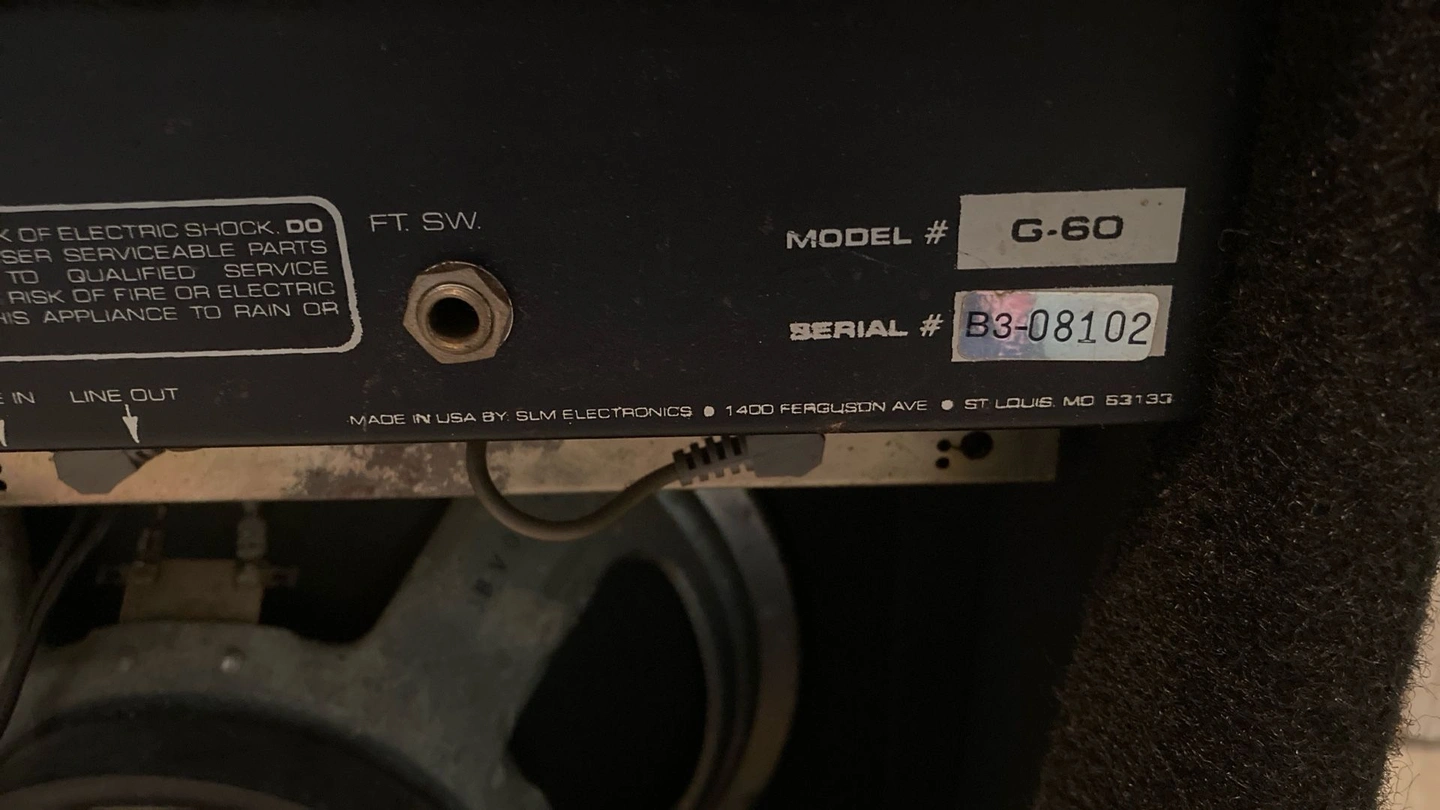 K OF ELECTRIC SHOCK. DO
SER SERVICEABLE PARTS
TO QUALIFIED SERVICE
RISK OF FIRE OR ELECTRIC
HIS APPLIANCE TO RAIN OR
FT. SW.
MODEL # G-60
SERIAL # B3-08102
E IN LINE OUT
MADE IN USA BY: SLM ELECTRONICS ● 1400 FERGUSON AVE ● ST LOUIS. MO 63133